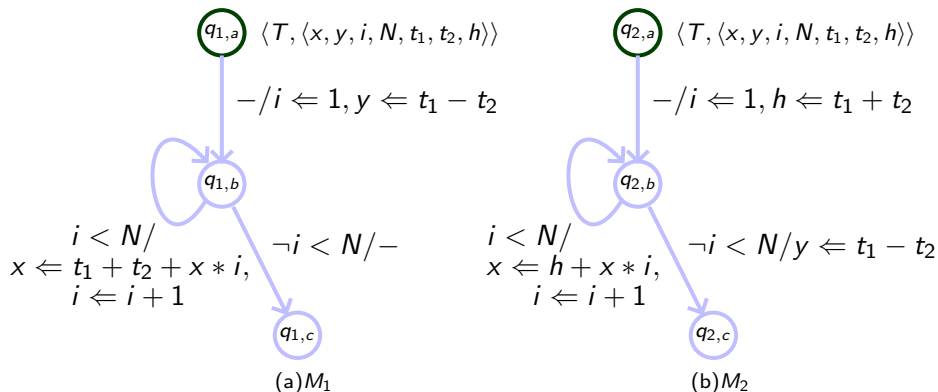 q1,a ⟨T, ⟨x, y, i, N, t1, t2, h⟩⟩
−/i ⇐ 1, y ⇐ t1 − t2
q1,b
i < N/
x ⇐ t1 + t2 + x ∗ i,
i ⇐ i + 1
¬i < N/−
q1,c
(a)M1
q2,a ⟨T, ⟨x, y, i, N, t1, t2, h⟩⟩
−/i ⇐ 1, h ⇐ t1 + t2
q2,b
i < N/
x ⇐ h + x ∗ i,
i ⇐ i + 1
¬i < N/y ⇐ t1 − t2
q2,c
(b)M2